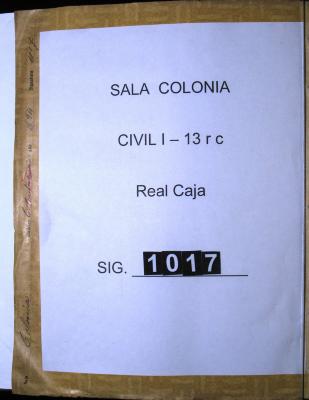 SALA COLONIA
CIVIL I – 13 r c
Real Caja
SIG. 1017